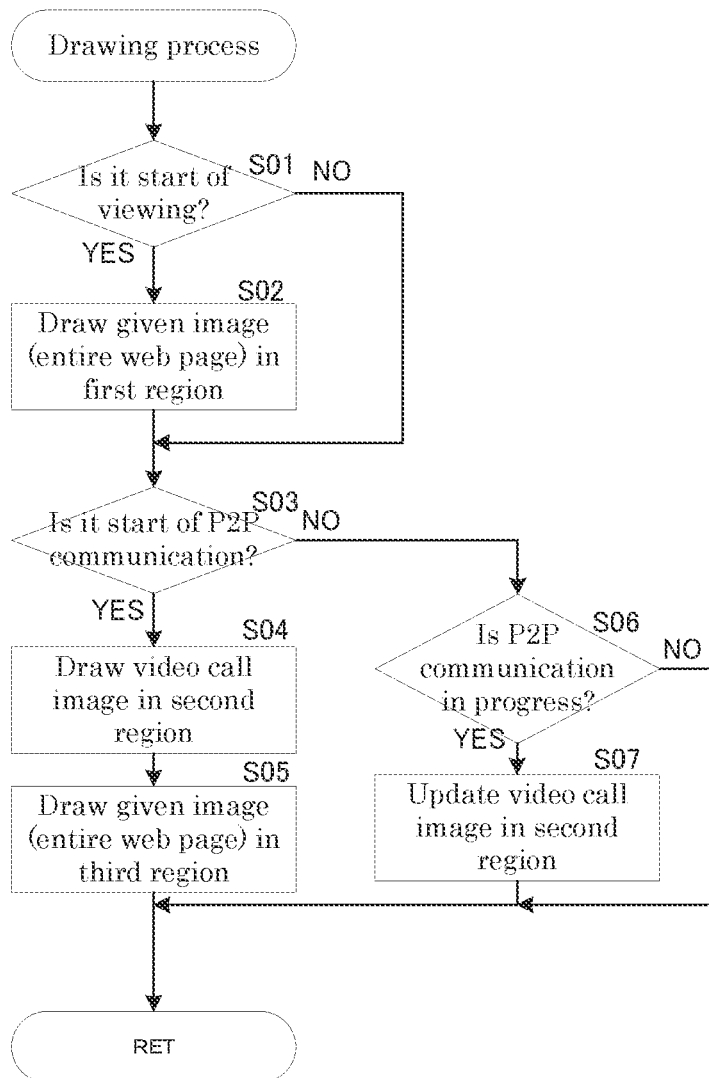 Drawing process
S01
NO
Is it start of
viewing?
YES
S02
Draw given image
(entire web page) in
first region
S03
NO
Is it start of P2P
communication?
YES
S04
Draw video call
image in second
region
S05
Draw given image
(entire web page) in
third region
S06
NO
Is P2P
communication
in progress?
YES
S07
Update video call
image in second
region
RET